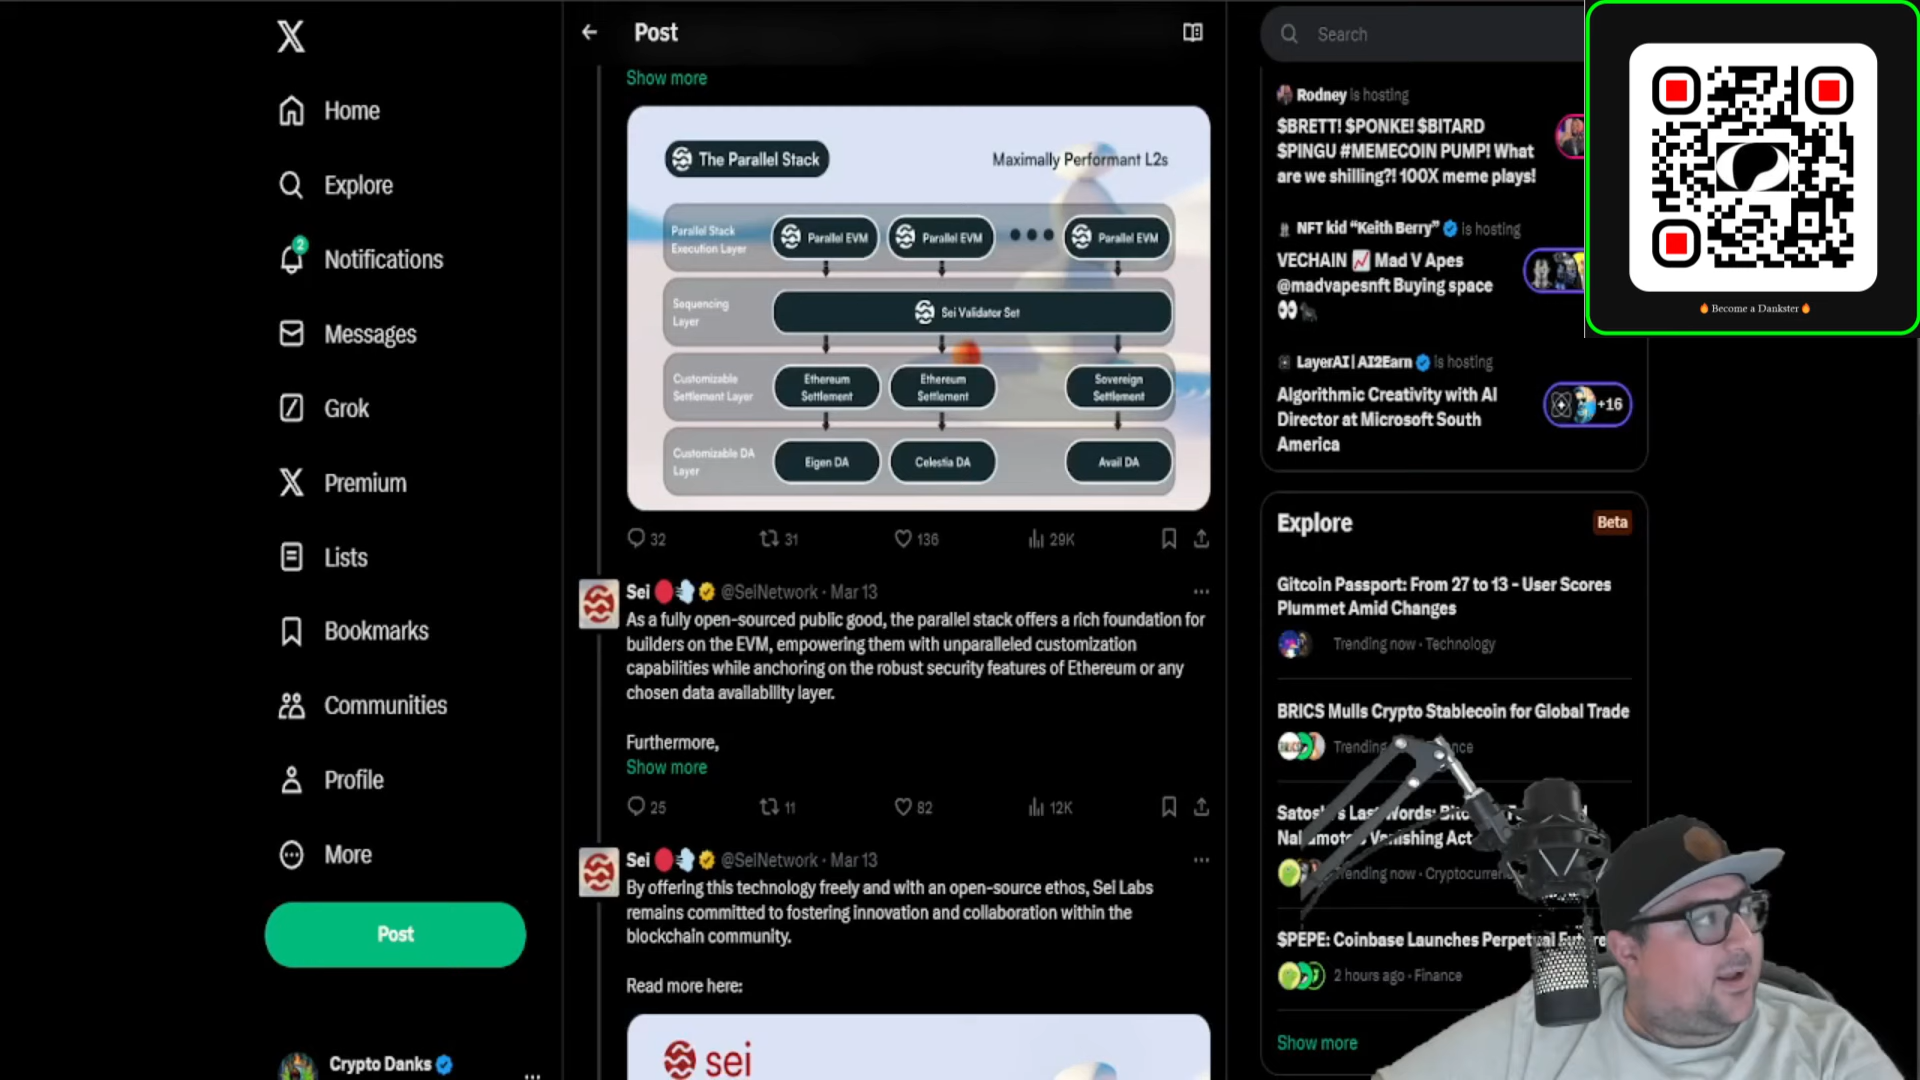 Home
Explore
2
Notifications
Messages
Grok
Premium
Lists
Bookmarks
Communities
Profile
More
Post
Crypto Danks
Post
Show more
The Parallel Stack
Maximally Performant L2s
Parallel Stack
Execution Layer
Parallel EVM
Parallel EVM
Parallel EVM
Sequencing
Layer
Sei Validator Set
Customizable
Settlement Layer
Ethereum
Settlement
Ethereum
Settlement
Sovereign
Settlement
Customizable DA
Layer
Eigen DA
Celestia DA
Avail DA
32
31
136
29K
Sei @SeiNetwork · Mar 13
As a fully open-sourced public good, the parallel stack offers a rich foundation for
builders on the EVM, empowering them with unparalleled customization
capabilities while anchoring on the robust security features of Ethereum or any
chosen data availability layer.
Furthermore,
Show more
25
11
82
12K
Sei @SeiNetwork · Mar 13
By offering this technology freely and with an open-source ethos, Sei Labs
remains committed to fostering innovation and collaboration within the
blockchain community.
Read more here:
sei
Search
Rodney is hosting
$BRETT! $PONKE! $BITARD
$PINGU #MEMECOIN PUMP! What
are we shilling?! 100X meme plays!
NFT kid “Keith Berry” is hosting
VECHAIN 📈 Mad V Apes
@madvapesnft Buying space
👀
LayerAI | AI2Earn is hosting
Algorithmic Creativity with AI
Director at Microsoft South
America
+16
Explore
Beta
Gitcoin Passport: From 27 to 13 - User Scores
Plummet Amid Changes
Trending now · Technology
BRICS Mulls Crypto Stablecoin for Global Trade
Trending
Last Words:
Vanishing Act
Trending now ·
$PEPE: Coinbase Launches Perpetual
2 hours ago · Finance
Show more
🔥 Become a Dankster 🔥